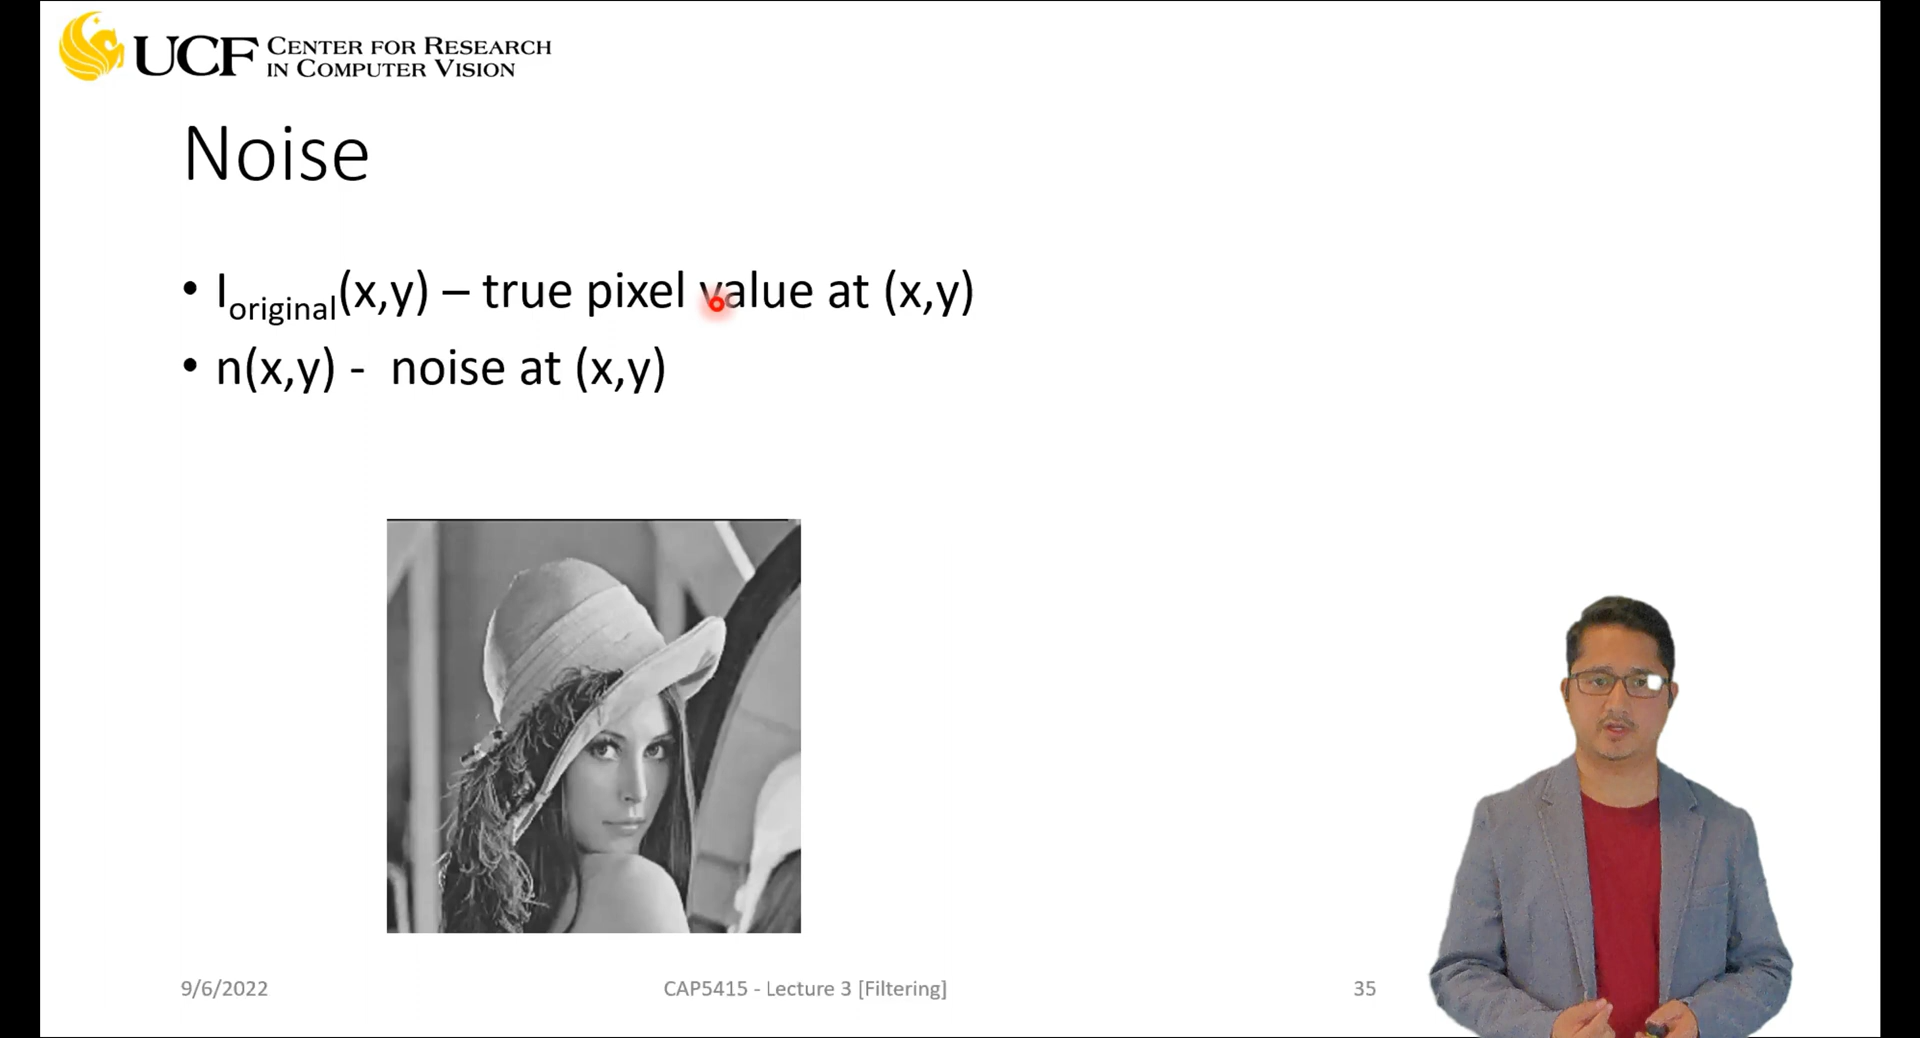 UCF CENTER FOR RESEARCH
IN COMPUTER VISION
Noise
• Ioriginal(x,y) – true pixel value at (x,y)
• n(x,y) - noise at (x,y)
9/6/2022
CAP5415 - Lecture 3 [Filtering]
35